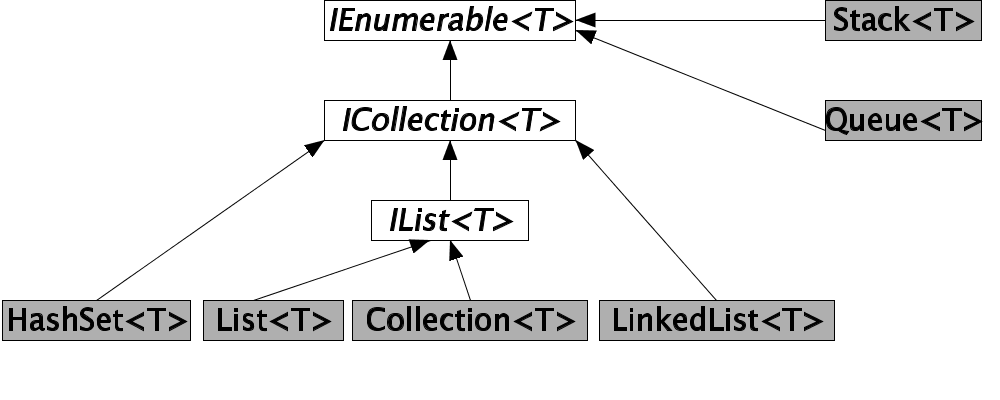 IEnumerable<T>
Stack<T>
ICollection<T>
Queue<T>
IList<T>
HashSet<T>
List<T>
Collection<T>
LinkedList<T>